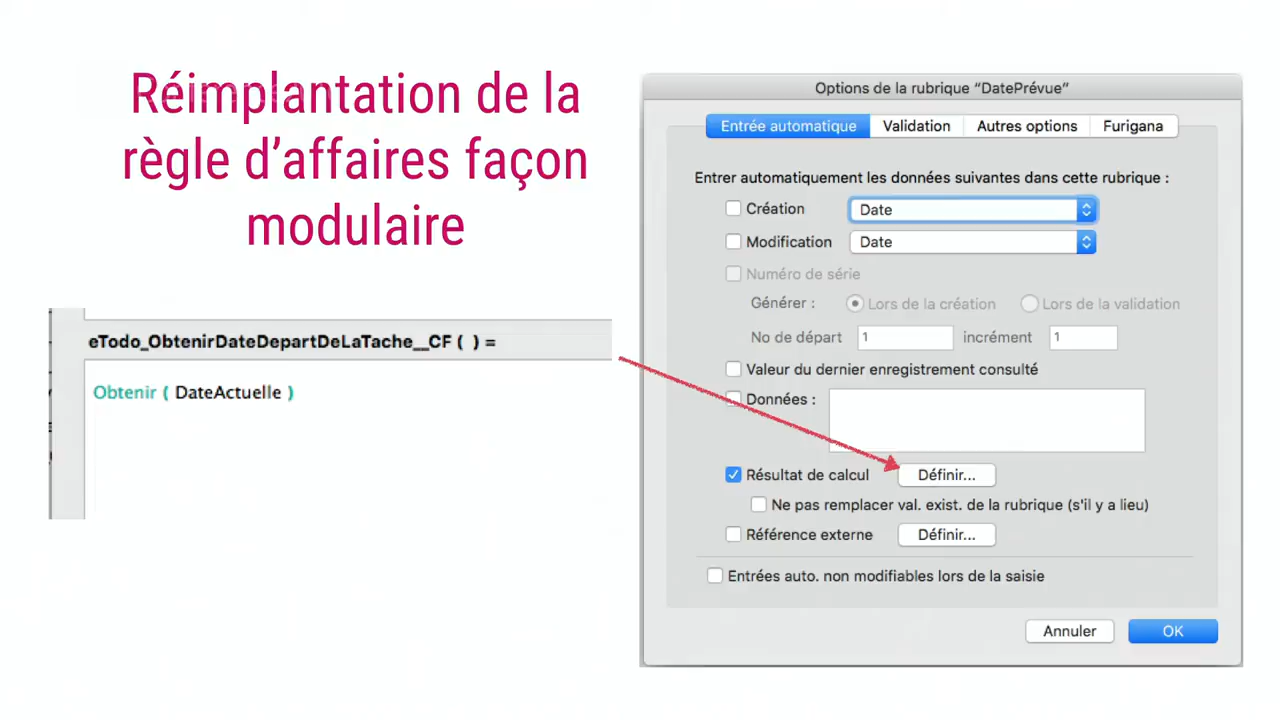 Réimplantation de la
règle d’affaires façon
modulaire
eTodo_ObtenirDateDepartDeLaTache__CF ( ) =
Obtenir ( DateActuelle )
Options de la rubrique “DatePrévue”
Entrée automatique Validation Autres options Furigana
Entrer automatiquement les données suivantes dans cette rubrique :
Création Date
Modification Date
Numéro de série
Générer : Lors de la création Lors de la validation
No de départ 1 incrément 1
Valeur du dernier enregistrement consulté
Données :
Résultat de calcul Définir...
Ne pas remplacer val. exist. de la rubrique (s'il y a lieu)
Référence externe Définir...
Entrées auto. non modifiables lors de la saisie
Annuler OK